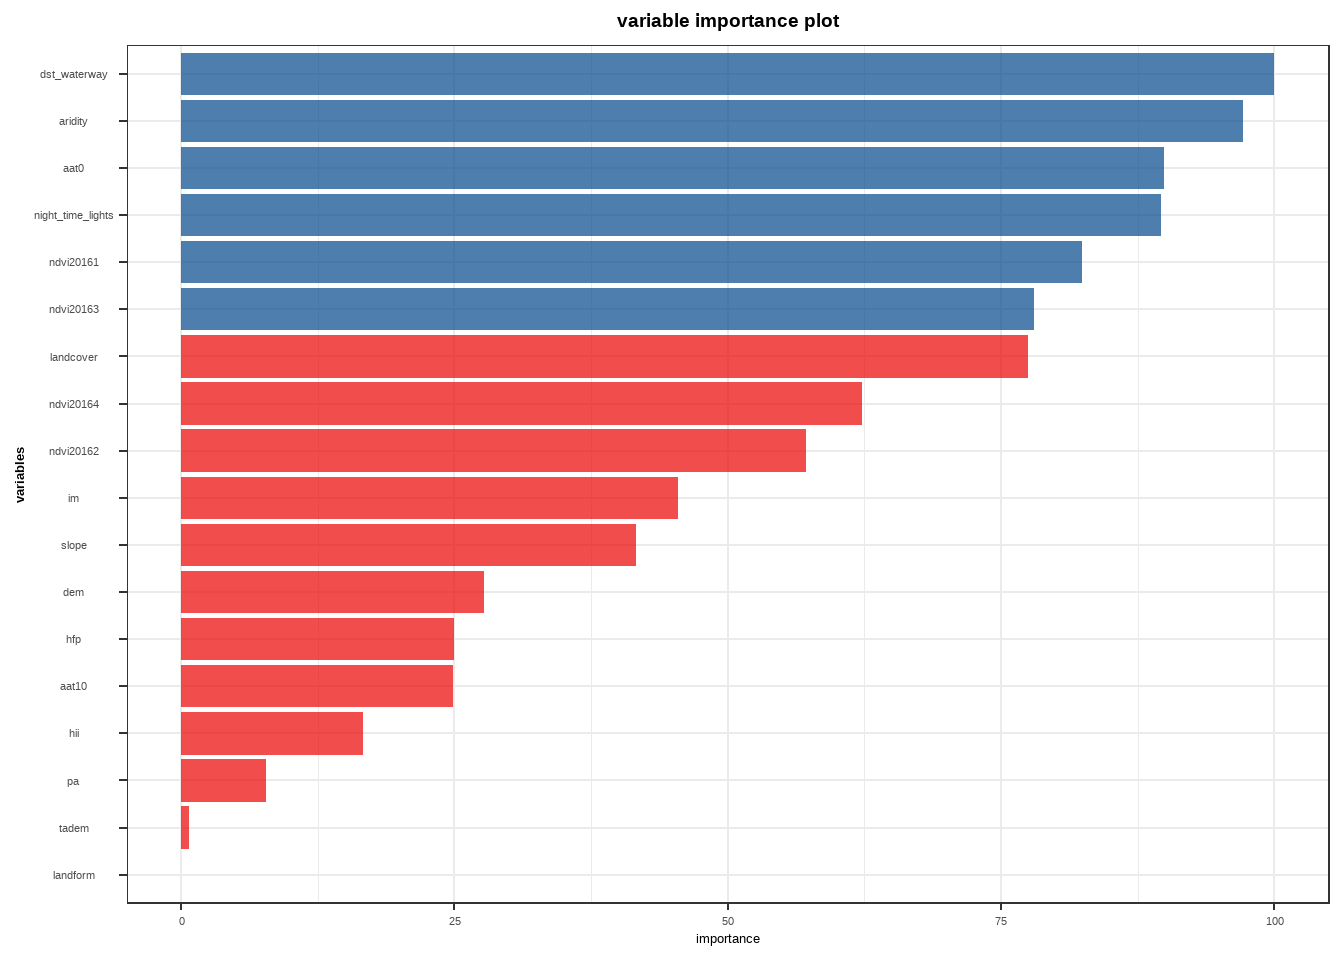 variable importance plot
dst_waterway
aridity
aat0
night_time_lights
ndvi20161
ndvi20163
landcover
ndvi20164
ndvi20162
im
slope
dem
hfp
aat10
hii
pa
tadem
landform
variables
0 25 50 75 100
importance